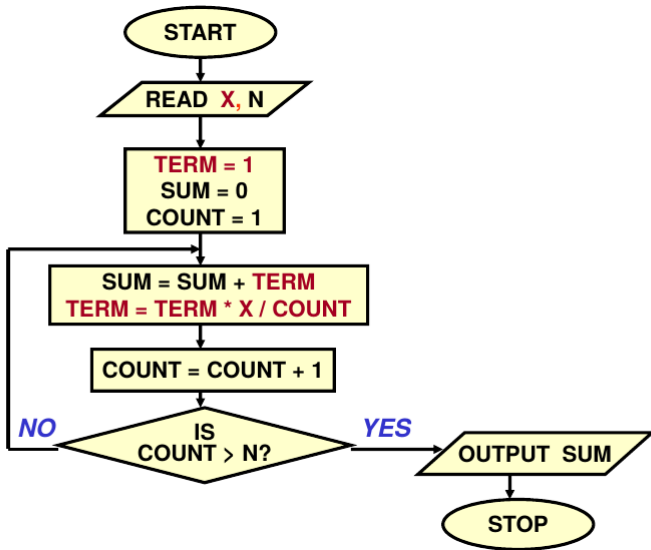 START
READ X, N
TERM = 1
SUM = 0
COUNT = 1
SUM = SUM + TERM
TERM = TERM * X / COUNT
COUNT = COUNT + 1
IS
COUNT > N?
NO
YES
OUTPUT SUM
STOP